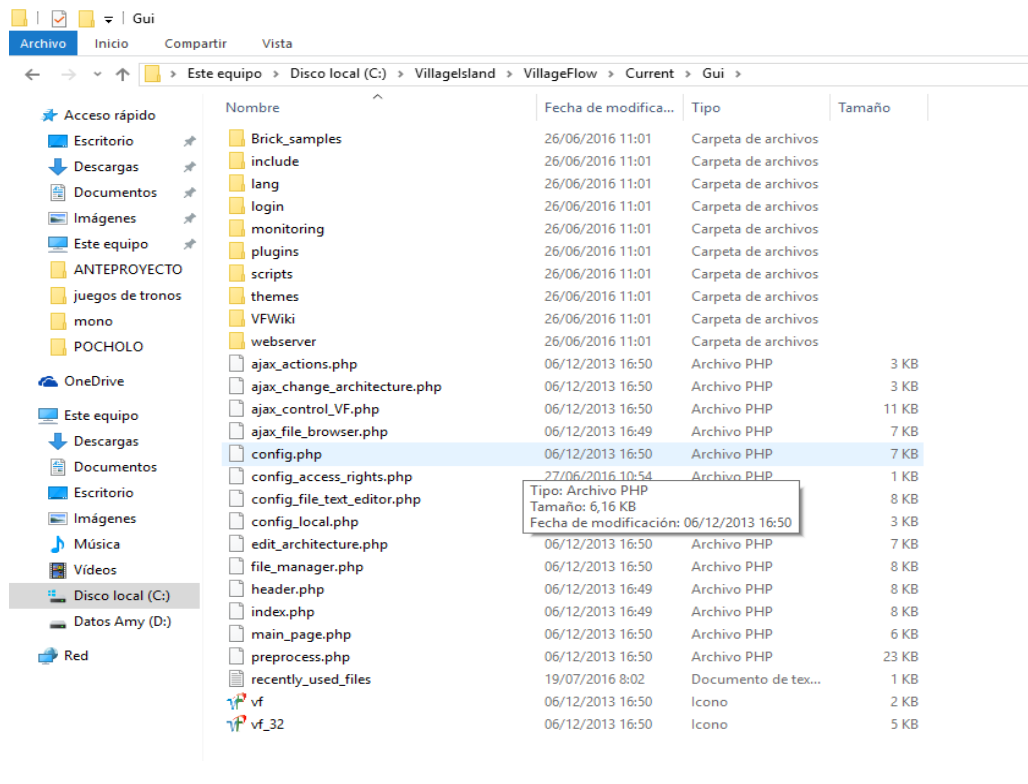 Gui
Archivo Inicio Compartir Vista
Este equipo > Disco local (C:) > VillageIsland > VillageFlow > Current > Gui >
Acceso rápido
Escritorio
Descargas
Documentos
Imágenes
Este equipo
ANTEPROYECTO
juegos de tronos
mono
POCHOLO
OneDrive
Este equipo
Descargas
Documentos
Escritorio
Imágenes
Música
Vídeos
Disco local (C:)
Datos Amy (D:)
Red
Nombre Fecha de modifica... Tipo Tamaño
Brick_samples 26/06/2016 11:01 Carpeta de archivos
include 26/06/2016 11:01 Carpeta de archivos
lang 26/06/2016 11:01 Carpeta de archivos
login 26/06/2016 11:01 Carpeta de archivos
monitoring 26/06/2016 11:01 Carpeta de archivos
plugins 26/06/2016 11:01 Carpeta de archivos
scripts 26/06/2016 11:01 Carpeta de archivos
themes 26/06/2016 11:01 Carpeta de archivos
VFWiki 26/06/2016 11:01 Carpeta de archivos
webserver 26/06/2016 11:01 Carpeta de archivos
ajax_actions.php 06/12/2013 16:50 Archivo PHP 3 KB
ajax_change_architecture.php 06/12/2013 16:50 Archivo PHP 3 KB
ajax_control_VF.php 06/12/2013 16:50 Archivo PHP 11 KB
ajax_file_browser.php 06/12/2013 16:49 Archivo PHP 7 KB
config.php 06/12/2013 16:50 Archivo PHP 7 KB
config_access_rights.php 27/06/2016 10:54 Archivo PHP 1 KB
config_file_text_editor.php 8 KB
config_local.php 3 KB
Tipo: Archivo PHP
Tamaño: 6,16 KB
Fecha de modificación: 06/12/2013 16:50
edit_architecture.php 06/12/2013 16:50 Archivo PHP 7 KB
file_manager.php 06/12/2013 16:50 Archivo PHP 8 KB
header.php 06/12/2013 16:49 Archivo PHP 8 KB
index.php 06/12/2013 16:49 Archivo PHP 8 KB
main_page.php 06/12/2013 16:50 Archivo PHP 6 KB
preprocess.php 06/12/2013 16:50 Archivo PHP 23 KB
recently_used_files 19/07/2016 8:02 Documento de tex... 1 KB
vf 06/12/2013 16:50 Icono 2 KB
vf_32 06/12/2013 16:50 Icono 5 KB